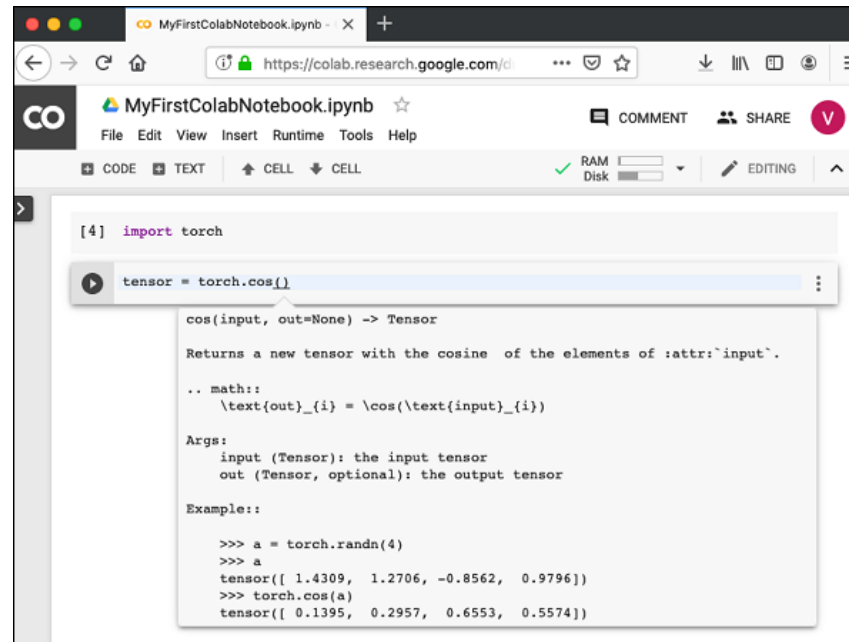 CO MyFirstColabNotebook.ipynb -
https://colab.research.google.com/d
CO
MyFirstColabNotebook.ipynb
COMMENT SHARE V
File Edit View Insert Runtime Tools Help
CODE TEXT CELL CELL
RAM
Disk
EDITING
[4] import torch
tensor = torch.cos()
cos(input, out=None) -> Tensor
Returns a new tensor with the cosine  of the elements of :attr:`input`.
.. math::
    \text{out}_{i} = \cos(\text{input}_{i})
Args:
    input (Tensor): the input tensor
    out (Tensor, optional): the output tensor
Example::
    >>> a = torch.randn(4)
    >>> a
    tensor([ 1.4309,  1.2706, -0.8562,  0.9796])
    >>> torch.cos(a)
    tensor([ 0.1395,  0.2957,  0.6553,  0.5574])